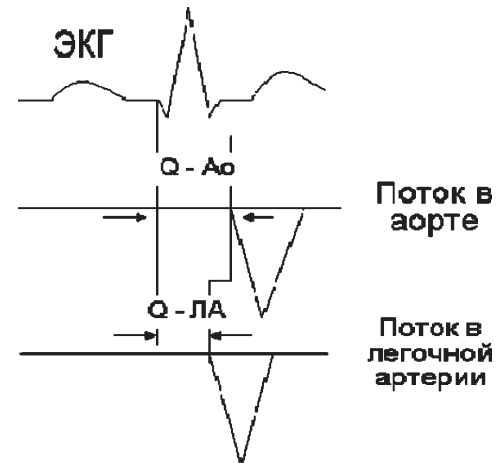 ЭКГ
Q - Ao
Поток в
аорте
Q - ЛА
Поток в
легочной
артерии